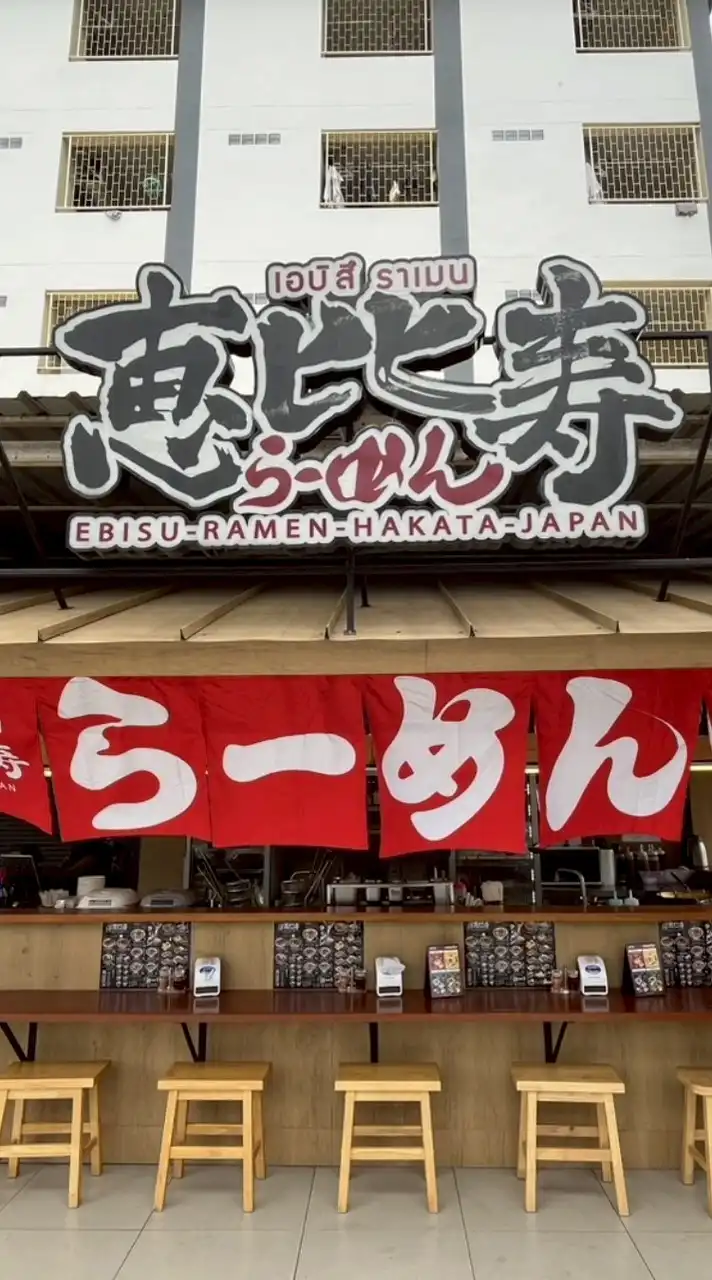 เอบิสึ ราเมน
恵比寿
らーめん
EBISU-RAMEN-HAKATA-JAPAN
らーめん
寿